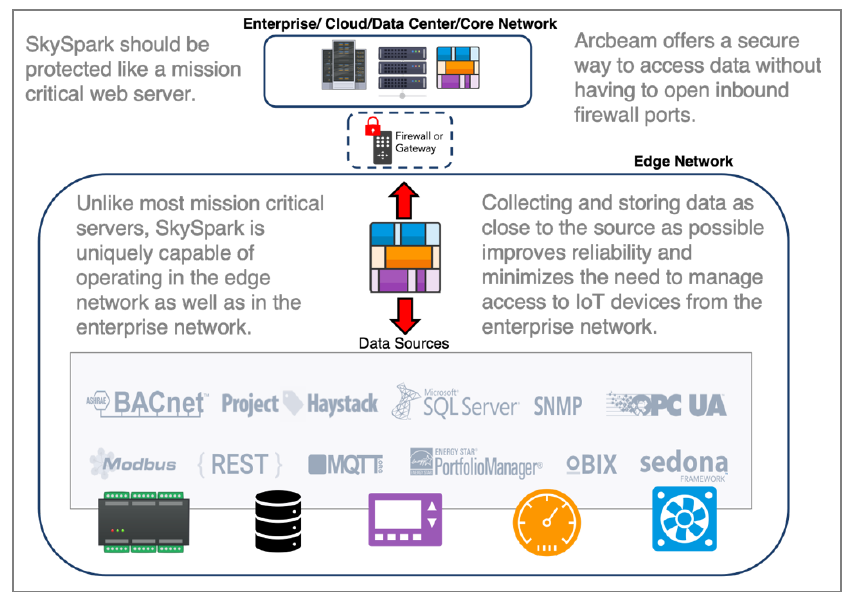 Enterprise/ Cloud/Data Center/Core Network
SkySpark should be
protected like a mission
critical web server.
Arcbeam offers a secure
way to access data without
having to open inbound
firewall ports.
Firewall or
Gateway
Edge Network
Unlike most mission critical
servers, SkySpark is
uniquely capable of
operating in the edge
network as well as in the
enterprise network.
Collecting and storing data as
close to the source as possible
improves reliability and
minimizes the need to manage
access to IoT devices from the
enterprise network.
Data Sources
ASHRAE BACnet™
Project Haystack
Microsoft®
SQL Server®
SNMP
OPC UA™
Modbus
{ REST }
MQTT.ORG
ENERGY STAR®
PortfolioManager®
oBIX
sedona
FRAMEWORK™